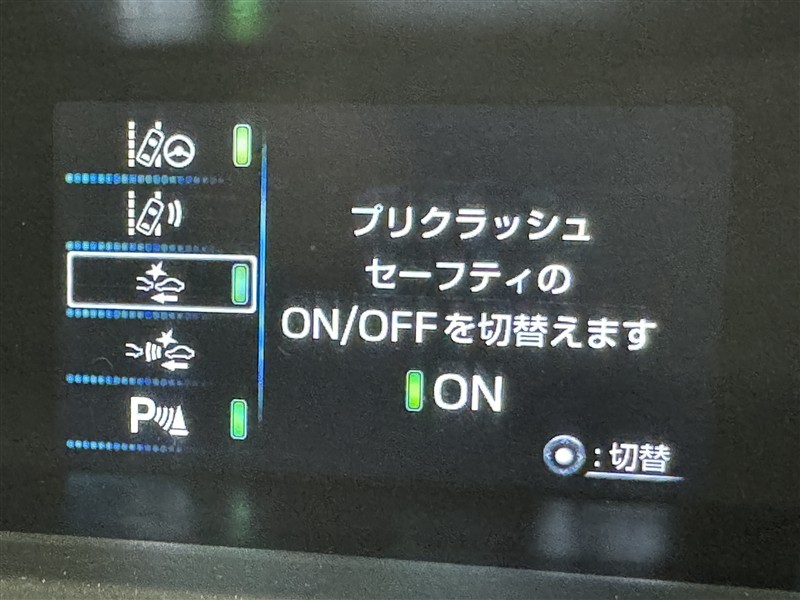 プリクラッシュ
セーフティの
ON/OFFを切替えます
ON
P
:切替